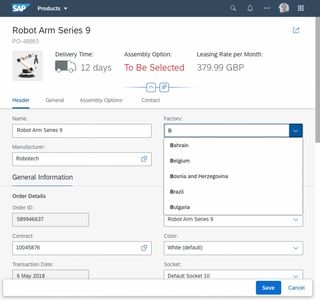 SAP Products
Robot Arm Series 9
PO-48865
Delivery Time:
12 days
Assembly Option:
To Be Selected
Leasing Rate per Month:
379.99 GBP
Header General Assembly Options Contact
Name:
Robot Arm Series 9
Factory:
B
Bahrain
Belgium
Bosnia and Herzegovina
Brazil
Bulgaria
Manufacturer:
Robotech
General Information
Order Details
Order ID:
589946637
Robot Arm Series 9
Contract:
10045876
Color:
White (default)
Transaction Date:
6 May 2018
Socket:
Default Socket 10
Save Cancel